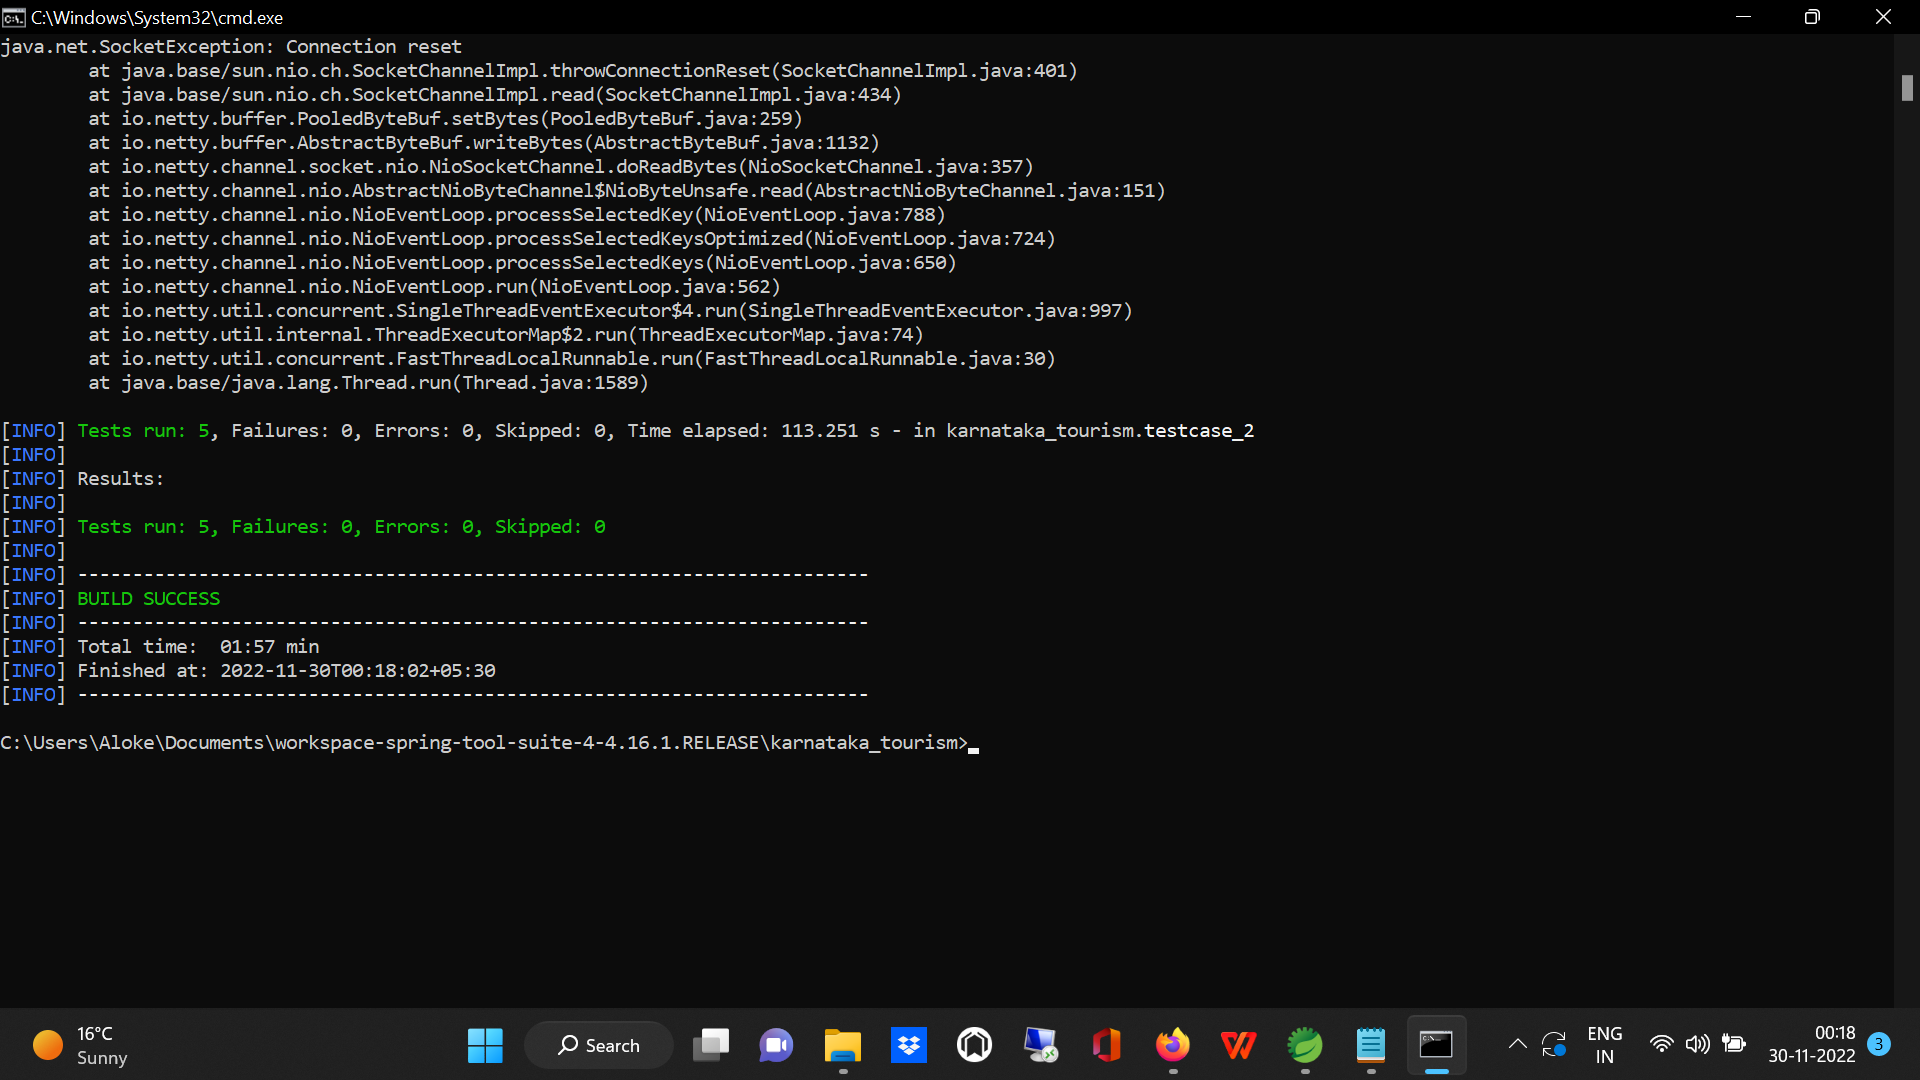 C:\Windows\System32\cmd.exe
java.net.SocketException: Connection reset
at java.base/sun.nio.ch.SocketChannelImpl.throwConnectionReset(SocketChannelImpl.java:401)
at java.base/sun.nio.ch.SocketChannelImpl.read(SocketChannelImpl.java:434)
at io.netty.buffer.PooledByteBuf.setBytes(PooledByteBuf.java:259)
at io.netty.buffer.AbstractByteBuf.writeBytes(AbstractByteBuf.java:1132)
at io.netty.channel.socket.nio.NioSocketChannel.doReadBytes(NioSocketChannel.java:357)
at io.netty.channel.nio.AbstractNioByteChannel$NioByteUnsafe.read(AbstractNioByteChannel.java:151)
at io.netty.channel.nio.NioEventLoop.processSelectedKey(NioEventLoop.java:788)
at io.netty.channel.nio.NioEventLoop.processSelectedKeysOptimized(NioEventLoop.java:724)
at io.netty.channel.nio.NioEventLoop.processSelectedKeys(NioEventLoop.java:650)
at io.netty.channel.nio.NioEventLoop.run(NioEventLoop.java:562)
at io.netty.util.concurrent.SingleThreadEventExecutor$4.run(SingleThreadEventExecutor.java:997)
at io.netty.util.internal.ThreadExecutorMap$2.run(ThreadExecutorMap.java:74)
at io.netty.util.concurrent.FastThreadLocalRunnable.run(FastThreadLocalRunnable.java:30)
at java.base/java.lang.Thread.run(Thread.java:1589)
[INFO] Tests run: 5, Failures: 0, Errors: 0, Skipped: 0, Time elapsed: 113.251 s - in karnataka_tourism.testcase_2
[INFO]
[INFO] Results:
[INFO]
[INFO] Tests run: 5, Failures: 0, Errors: 0, Skipped: 0
[INFO]
[INFO] ------------------------------------------------------------------------
[INFO] BUILD SUCCESS
[INFO] ------------------------------------------------------------------------
[INFO] Total time:  01:57 min
[INFO] Finished at: 2022-11-30T00:18:02+05:30
[INFO] ------------------------------------------------------------------------
C:\Users\Aloke\Documents\workspace-spring-tool-suite-4-4.16.1.RELEASE\karnataka_tourism>
16°C
Sunny
Search
ENG
IN
00:18
30-11-2022
3